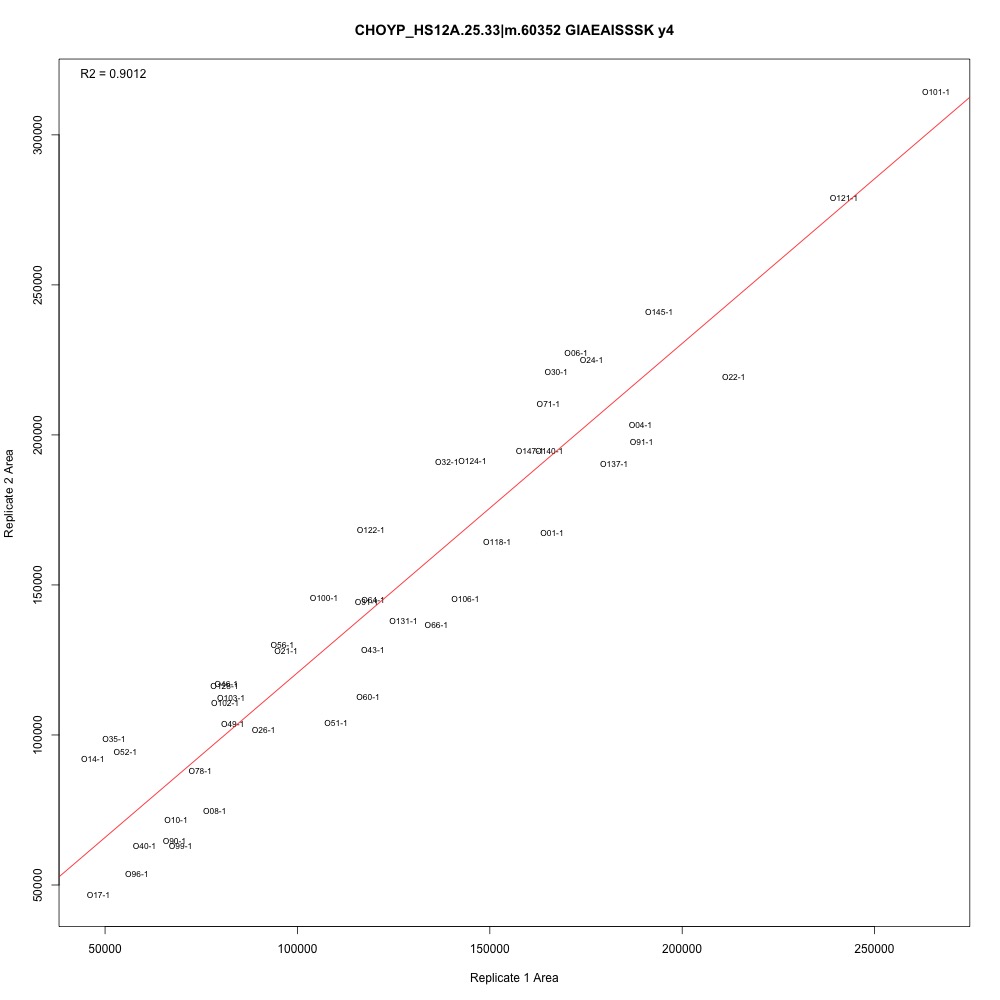 CHOYP_HS12A.25.33|m.60352 GIAEAISSSK y4
R2 = 0.9012
O101-1
O121-1
O145-1
O06-1
O24-1
O30-1
O22-1
O71-1
O04-1
O91-1
O147-1
O140-1
O32-1
O124-1
O137-1
O122-1
O01-1
O118-1
O100-1
O64-1
O106-1
O131-1
O66-1
O56-1
O21-1
O43-1
O46-1
O103-1
O102-1
O60-1
O49-1
O51-1
O26-1
O35-1
O52-1
O14-1
O78-1
O08-1
O10-1
O90-1
O40-1
O99-1
O96-1
O17-1
300000
250000
200000
150000
100000
50000
Replicate 2 Area
50000 100000 150000 200000 250000
Replicate 1 Area